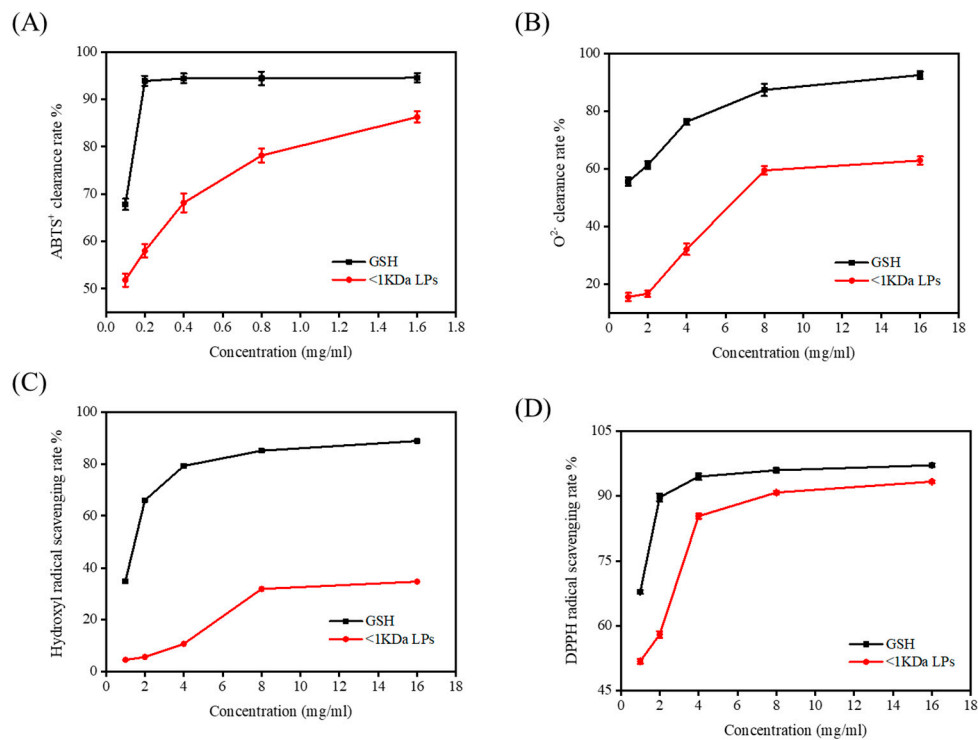 (A)
ABTS⁺ clearance rate %
100
90
80
70
60
50
GSH
<1KDa LPs
0.0 0.2 0.4 0.6 0.8 1.0 1.2 1.4 1.6 1.8
Concentration (mg/ml)
(B)
O²⁻ clearance rate %
100
80
60
40
20
GSH
<1KDa LPs
0 2 4 6 8 10 12 14 16 18
Concentration (mg/ml)
(C)
Hydroxyl radical scavenging rate %
100
80
60
40
20
0
GSH
<1KDa LPs
0 2 4 6 8 10 12 14 16 18
Concentration (mg/ml)
(D)
DPPH radical scavenging rate %
105
90
75
60
45
GSH
<1KDa LPs
0 2 4 6 8 10 12 14 16 18
Concentration (mg/ml)